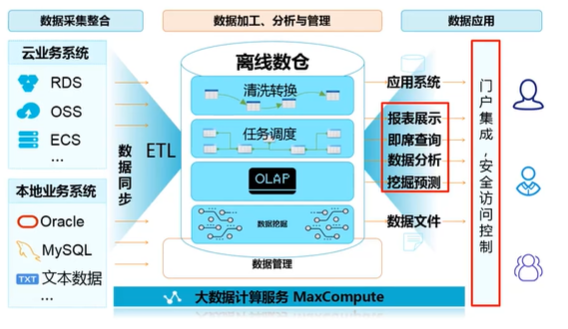 数据采集整合
数据加工、分析与管理
数据应用
云业务系统
RDS
OSS
ECS
...
本地业务系统
Oracle
MySQL
TXT 文本数据
...
数据同步
ETL
离线数仓
清洗转换
任务调度
OLAP
数据挖掘
数据管理
应用系统
报表展示
即席查询
数据分析
挖掘预测
数据文件
门户集成、安全访问控制
大数据计算服务 MaxCompute